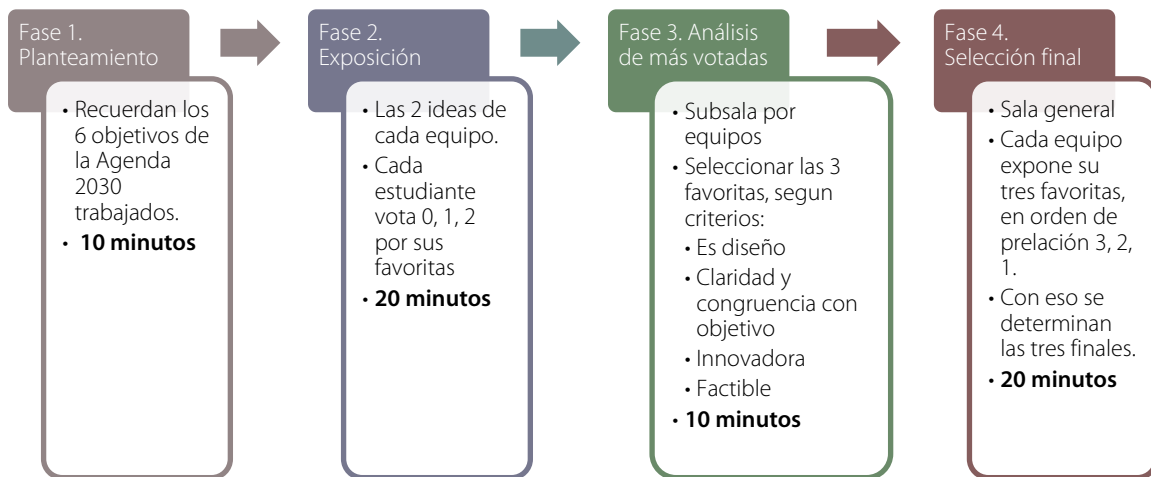 Fase 1.
Planteamiento
• Recuerdan los
6 objetivos de
la Agenda
2030
trabajados.
• 10 minutos
Fase 2.
Exposición
• Las 2 ideas de
cada equipo.
• Cada
estudiante
vota 0, 1, 2
por sus
favoritas
• 20 minutos
Fase 3. Análisis
de más votadas
• Subsala por
equipos
• Seleccionar las 3
favoritas, segun
criterios:
• Es diseño
• Claridad y
congruencia con
objetivo
• Innovadora
• Factible
• 10 minutos
Fase 4.
Selección final
• Sala general
• Cada equipo
expone su
tres favoritas,
en orden de
prelación 3, 2,
1.
• Con eso se
determinan
las tres finales.
• 20 minutos